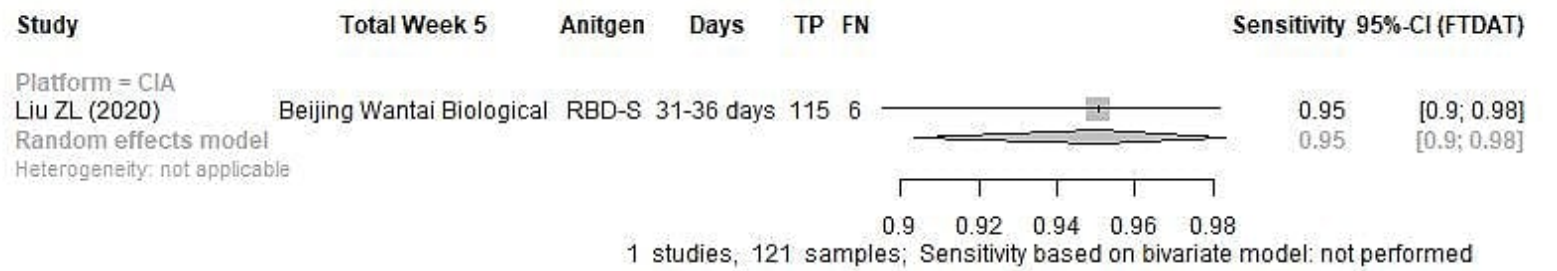 Study Total Week 5 Anitgen Days TP FN Sensitivity 95%-CI (FTDAT)
Platform = CIA
Liu ZL (2020) Beijing Wantai Biological RBD-S 31-36 days 115 6 0.95 [0.9; 0.98]
Random effects model 0.95 [0.9; 0.98]
Heterogeneity: not applicable
0.9 0.92 0.94 0.96 0.98
1 studies, 121 samples; Sensitivity based on bivariate model: not performed